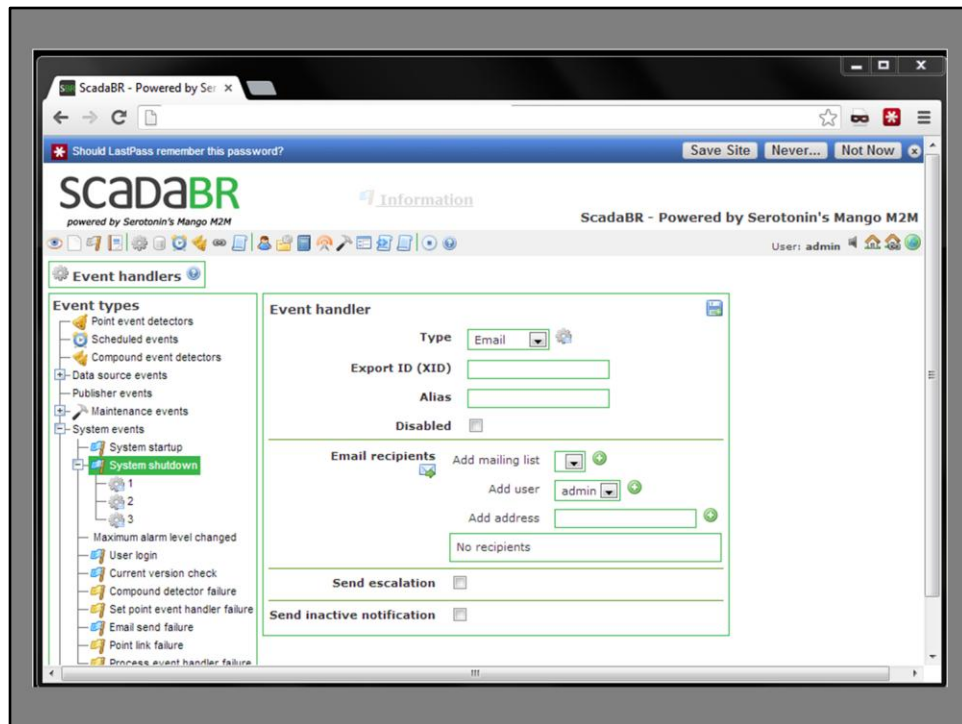 ScadaBR - Powered by Ser
Should LastPass remember this password?
Save Site
Never...
Not Now
scadaBR
powered by Serotonin's Mango M2M
Information
ScadaBR - Powered by Serotonin's Mango M2M
User: admin
Event handlers
Event types
Point event detectors
Scheduled events
Compound event detectors
Data source events
Publisher events
Maintenance events
System events
System startup
System shutdown
1
2
3
Maximum alarm level changed
User login
Current version check
Compound detector failure
Set point event handler failure
Email send failure
Point link failure
Process event handler failure
Event handler
Type
Email
Export ID (XID)
Alias
Disabled
Email recipients
Add mailing list
Add user
admin
Add address
No recipients
Send escalation
Send inactive notification